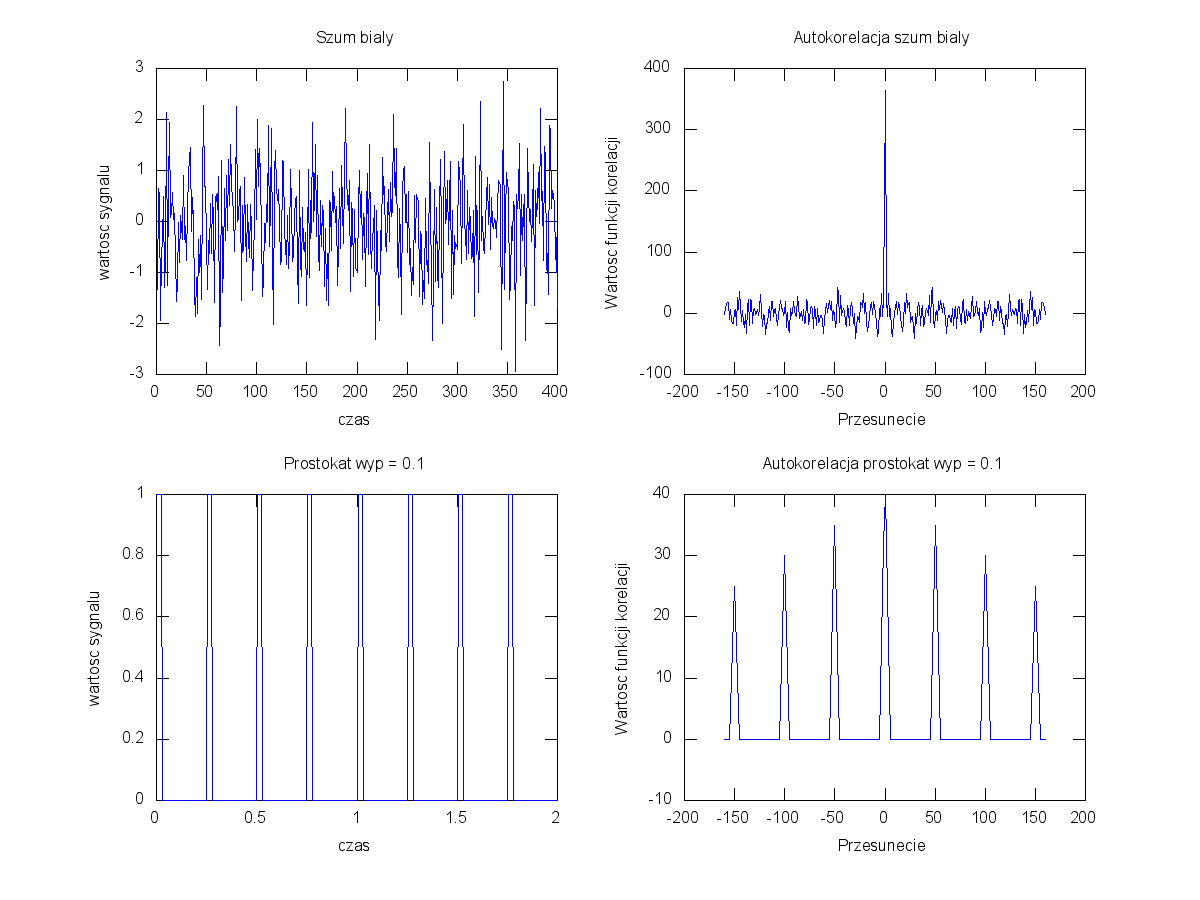 Szum bialy
3
2
1
0
-1
-2
-3
wartosc sygnalu
0 50 100 150 200 250 300 350 400
czas
Autokorelacja szum bialy
400
300
200
100
0
-100
Wartosc funkcji korelacji
-200 -150 -100 -50 0 50 100 150 200
Przesunecie
Prostokat wyp = 0.1
1
0.8
0.6
0.4
0.2
0
wartosc sygnalu
0 0.5 1 1.5 2
czas
Autokorelacja prostokat wyp = 0.1
40
30
20
10
0
-10
Wartosc funkcji korelacji
-200 -150 -100 -50 0 50 100 150 200
Przesunecie